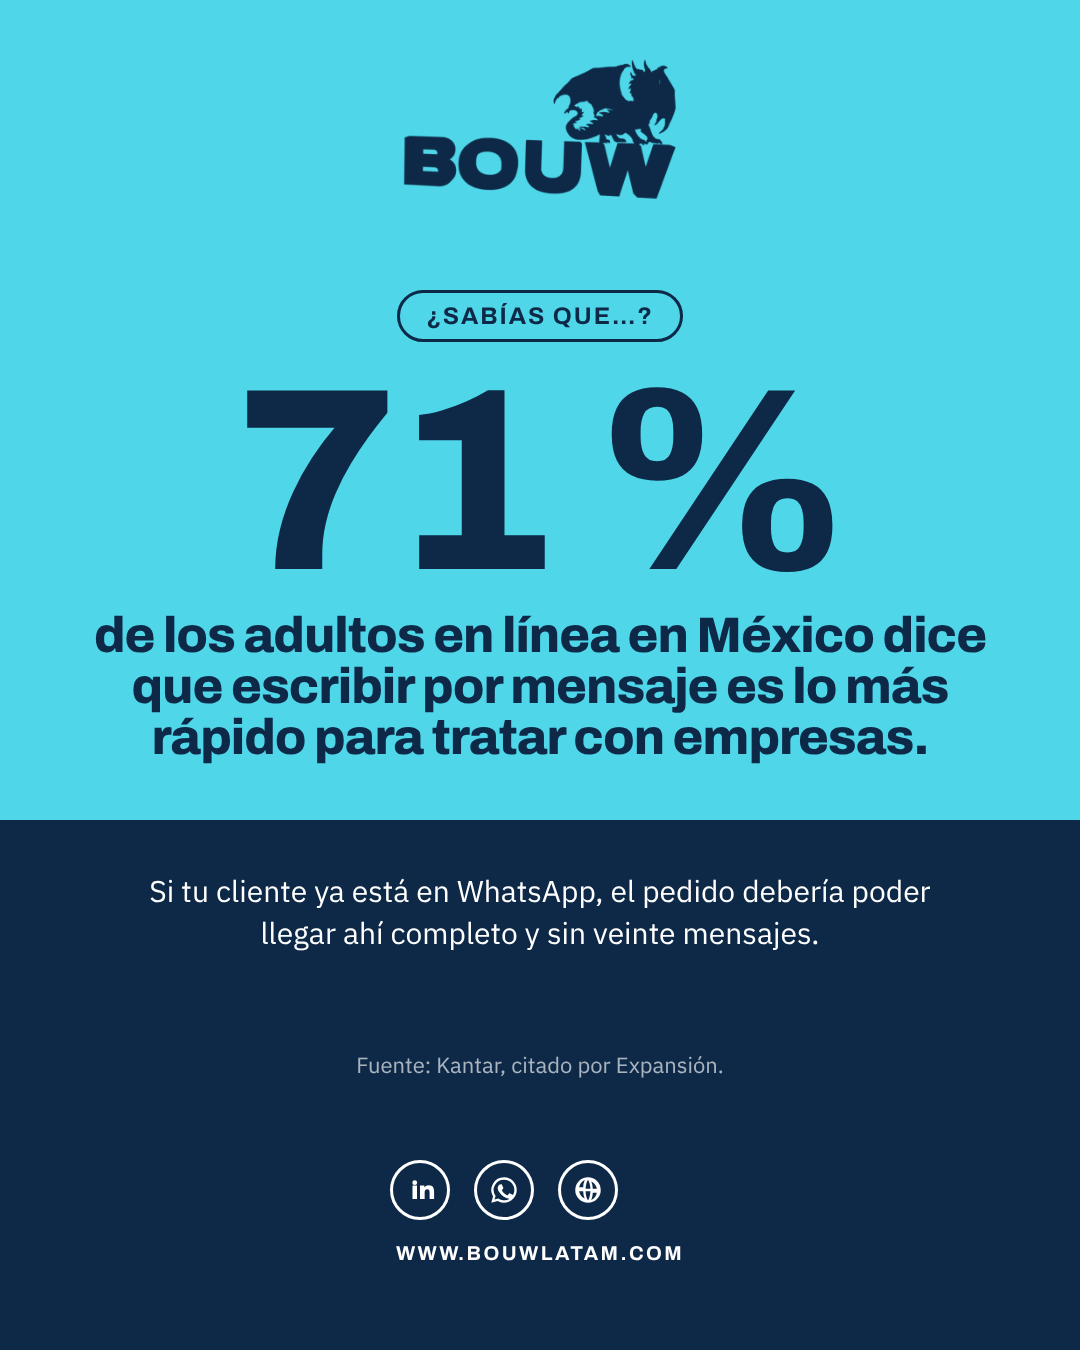 BOUW
¿SABÍAS QUE...?
71 %
de los adultos en línea en México dice
que escribir por mensaje es lo más
rápido para tratar con empresas.
Si tu cliente ya está en WhatsApp, el pedido debería poder
llegar ahí completo y sin veinte mensajes.
Fuente: Kantar, citado por Expansión.
in
WWW.BOUWLATAM.COM